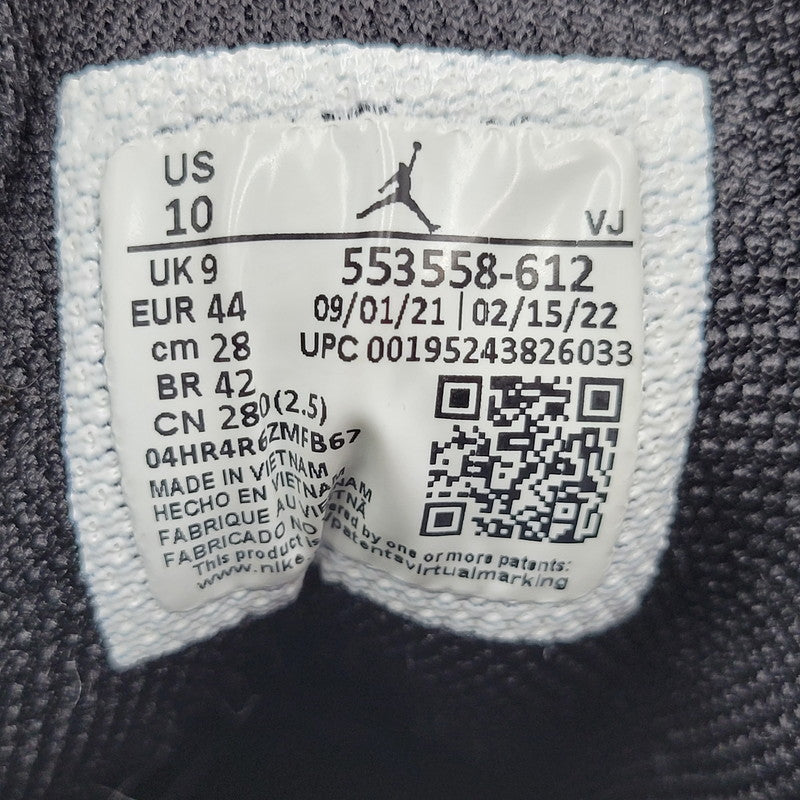 US
10
VJ
UK 9
EUR 44
cm 28
BR 42
CN 280 (2.5)
553558-612
09/01/21 | 02/15/22
UPC 00195243826033
04HR4R6ZMFB67
MADE IN VIETNAM
HECHO EN VIETNAM
FABRIQUE AU VIETNAM
FABRICADO NO
This product is covered by one or more patents:
www.nike patentsvirtualmarking